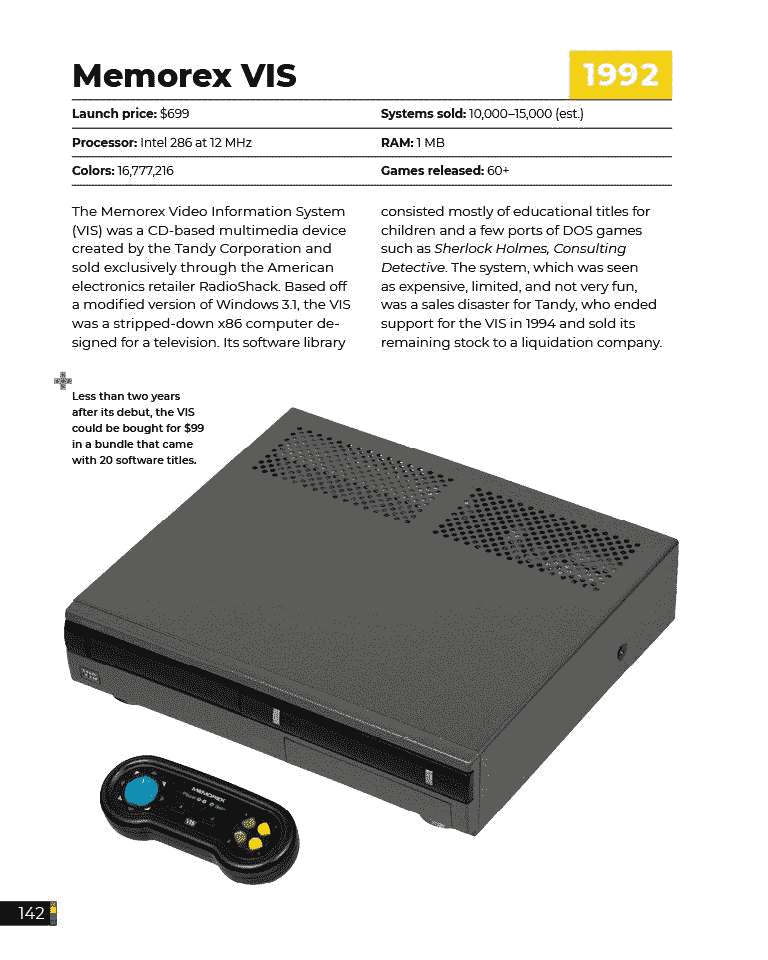 Memorex VIS
1992
Launch price: $699
Systems sold: 10,000–15,000 (est.)
Processor: Intel 286 at 12 MHz
RAM: 1 MB
Colors: 16,777,216
Games released: 60+
The Memorex Video Information System
(VIS) was a CD-based multimedia device
created by the Tandy Corporation and
sold exclusively through the American
electronics retailer RadioShack. Based off
a modified version of Windows 3.1, the VIS
was a stripped-down x86 computer de-
signed for a television. Its software library
consisted mostly of educational titles for
children and a few ports of DOS games
such as Sherlock Holmes, Consulting
Detective. The system, which was seen
as expensive, limited, and not very fun,
was a sales disaster for Tandy, who ended
support for the VIS in 1994 and sold its
remaining stock to a liquidation company.
Less than two years
after its debut, the VIS
could be bought for $99
in a bundle that came
with 20 software titles.
MEMOREX
VIS
142